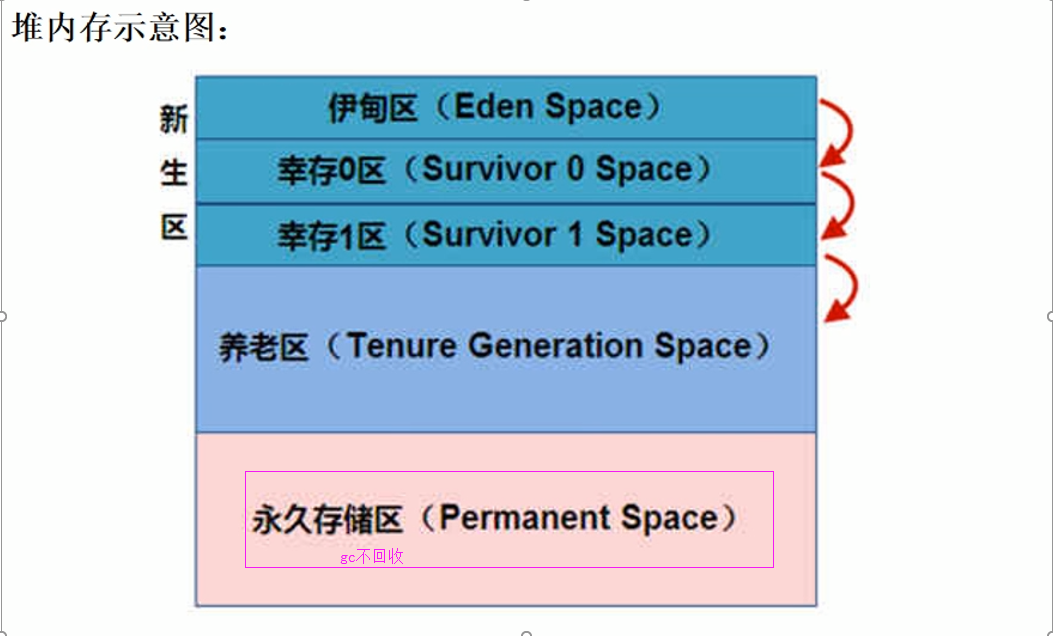 堆内存示意图：
新
生
区
伊甸区（Eden Space）
幸存0区（Survivor 0 Space）
幸存1区（Survivor 1 Space）
养老区（Tenure Generation Space）
永久存储区（Permanent Space）
gc不回收